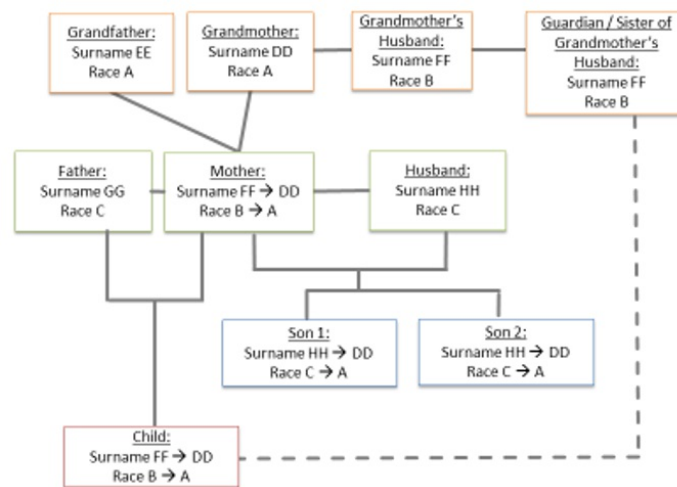 Grandfather:
Surname EE
Race A
Grandmother:
Surname DD
Race A
Grandmother's
Husband:
Surname FF
Race B
Guardian / Sister of
Grandmother's
Husband:
Surname FF
Race B
Father:
Surname GG
Race C
Mother:
Surname FF → DD
Race B → A
Husband:
Surname HH
Race C
Son 1:
Surname HH → DD
Race C → A
Son 2:
Surname HH → DD
Race C → A
Child:
Surname FF → DD
Race B → A